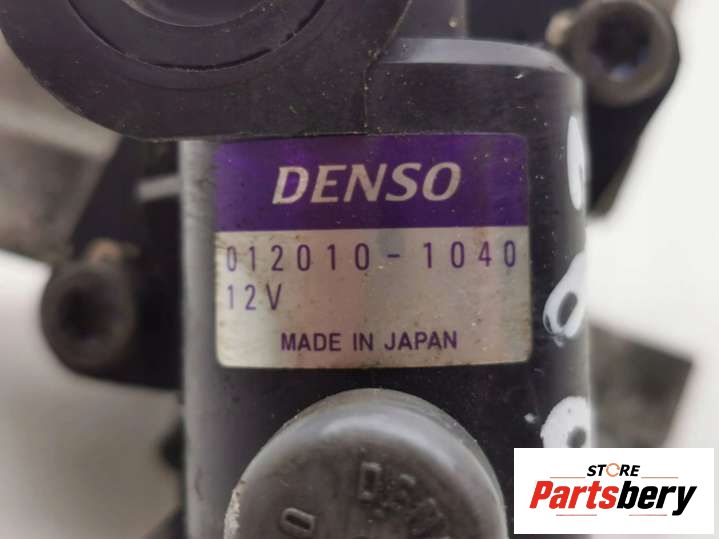 DENSO
012010-1040
12V
MADE IN JAPAN
STORE
Partsbery